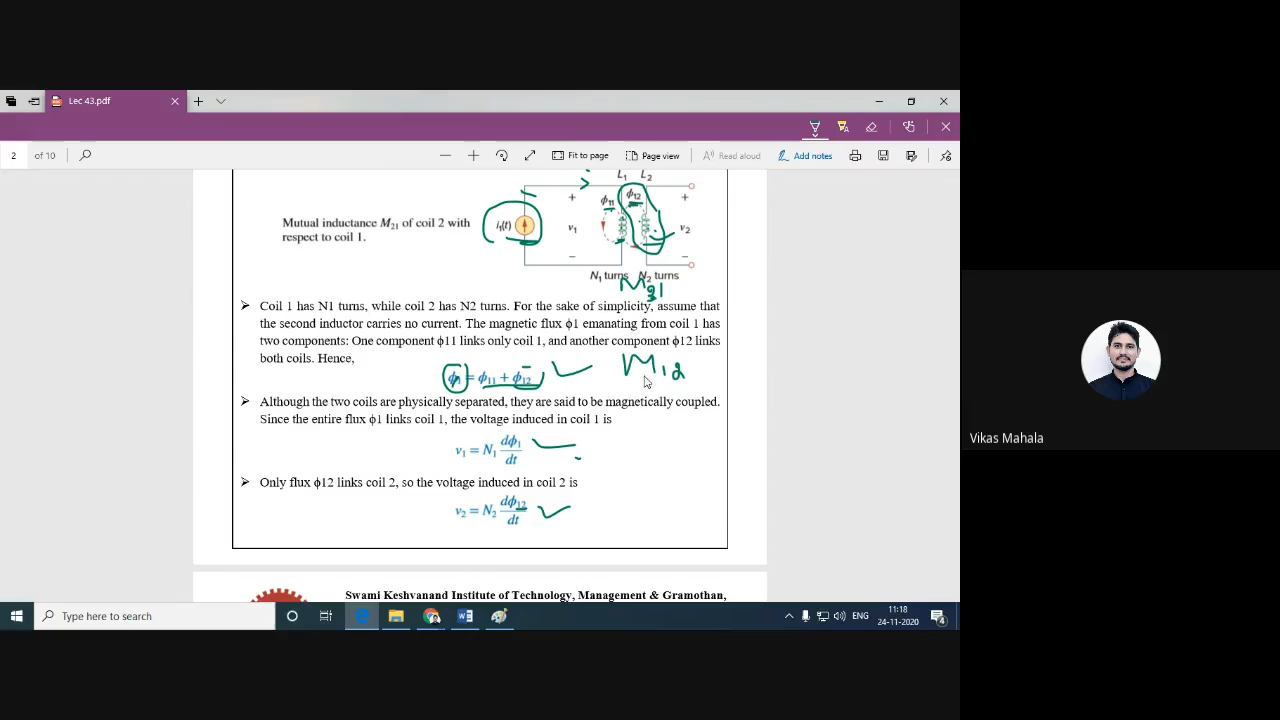 Lec 43.pdf
2 of 10
Fit to page
Page view
Read aloud
Add notes
L1 L2
ϕ11 ϕ12
+ +
Mutual inductance M21 of coil 2 with
respect to coil 1.
i1(t) v1 v2
− −
N1 turns N2 turns
M21
➢ Coil 1 has N1 turns, while coil 2 has N2 turns. For the sake of simplicity, assume that
the second inductor carries no current. The magnetic flux ϕ1 emanating from coil 1 has
two components: One component ϕ11 links only coil 1, and another component ϕ12 links
both coils. Hence,
ϕ1 = ϕ11 + ϕ12
M12
➢ Although the two coils are physically separated, they are said to be magnetically coupled.
Since the entire flux ϕ1 links coil 1, the voltage induced in coil 1 is
v1 = N1 dϕ1/dt
➢ Only flux ϕ12 links coil 2, so the voltage induced in coil 2 is
v2 = N2 dϕ12/dt
Swami Keshvanand Institute of Technology, Management & Gramothan,
Type here to search
ENG
11:18
24-11-2020
4
Vikas Mahala